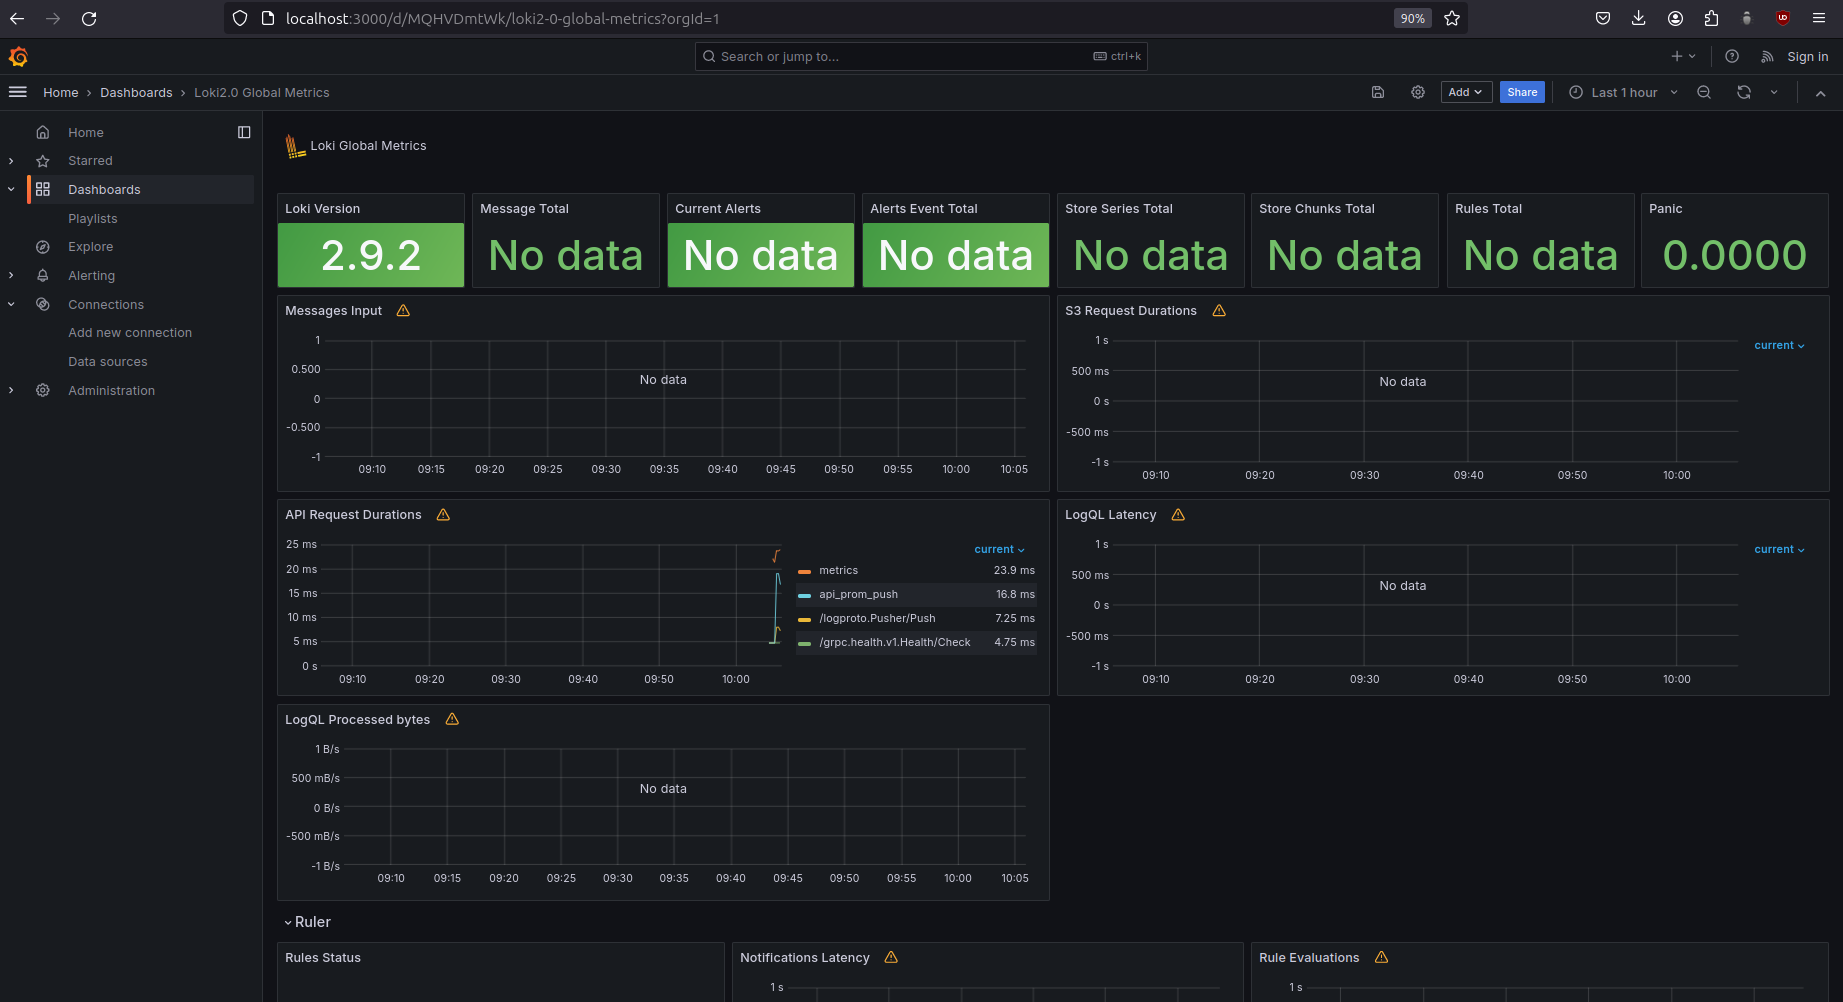 localhost:3000/d/MQHVDmtWk/loki2-0-global-metrics?orgId=1
90%
UD
Search or jump to...
ctrl+k
Sign in
Home › Dashboards › Loki2.0 Global Metrics
Add
Share
Last 1 hour
Home
Starred
Dashboards
Playlists
Explore
Alerting
Connections
Add new connection
Data sources
Administration
Loki Global Metrics
Loki Version
2.9.2
Message Total
No data
Current Alerts
No data
Alerts Event Total
No data
Store Series Total
No data
Store Chunks Total
No data
Rules Total
No data
Panic
0.0000
Messages Input
1
0.500
0
-0.500
-1
No data
09:10 09:15 09:20 09:25 09:30 09:35 09:40 09:45 09:50 09:55 10:00 10:05
S3 Request Durations
1 s
500 ms
0 s
-500 ms
-1 s
No data
09:10 09:20 09:30 09:40 09:50 10:00
current
API Request Durations
25 ms
20 ms
15 ms
10 ms
5 ms
0 s
09:10 09:20 09:30 09:40 09:50 10:00
current
metrics 23.9 ms
api_prom_push 16.8 ms
/logproto.Pusher/Push 7.25 ms
/grpc.health.v1.Health/Check 4.75 ms
LogQL Latency
1 s
500 ms
0 s
-500 ms
-1 s
No data
09:10 09:20 09:30 09:40 09:50 10:00
current
LogQL Processed bytes
1 B/s
500 mB/s
0 B/s
-500 mB/s
-1 B/s
No data
09:10 09:15 09:20 09:25 09:30 09:35 09:40 09:45 09:50 09:55 10:00 10:05
Ruler
Rules Status
Notifications Latency
1 s
Rule Evaluations
1 s